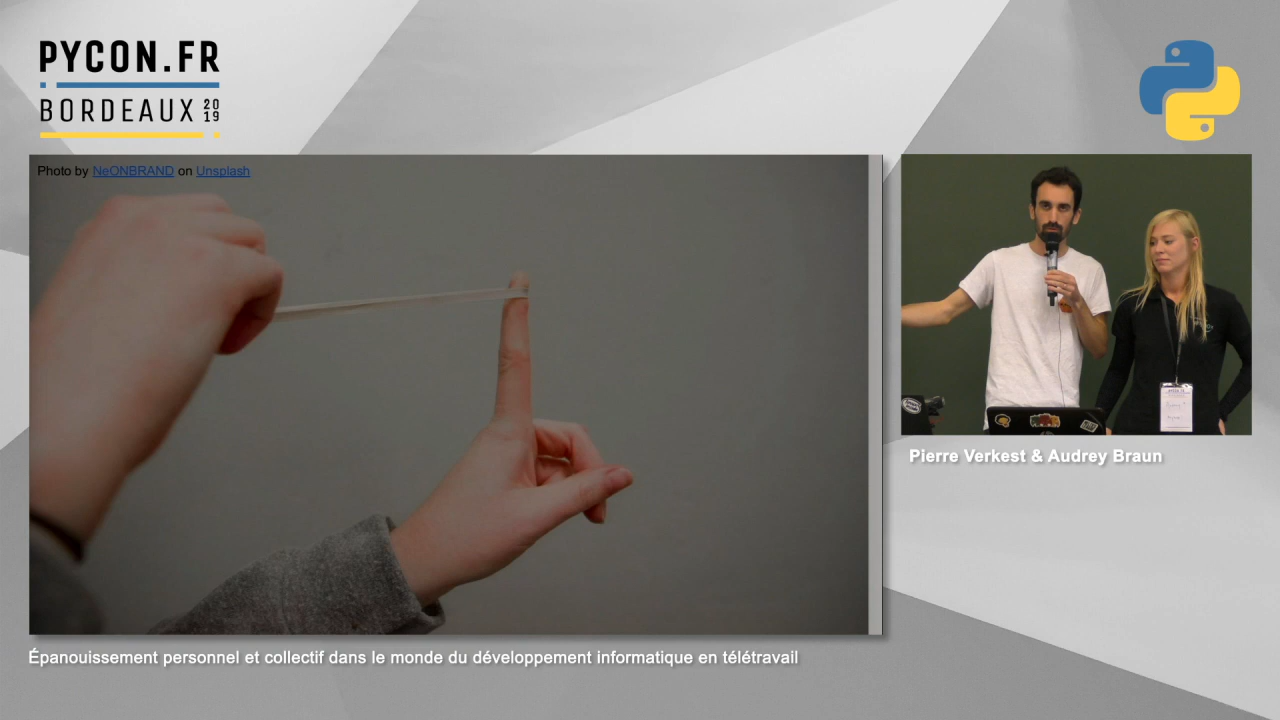 PYCON.FR
BORDEAUX 2019
Photo by NeONBRAND on Unsplash
Pierre Verkest & Audrey Braun
Épanouissement personnel et collectif dans le monde du développement informatique en télétravail